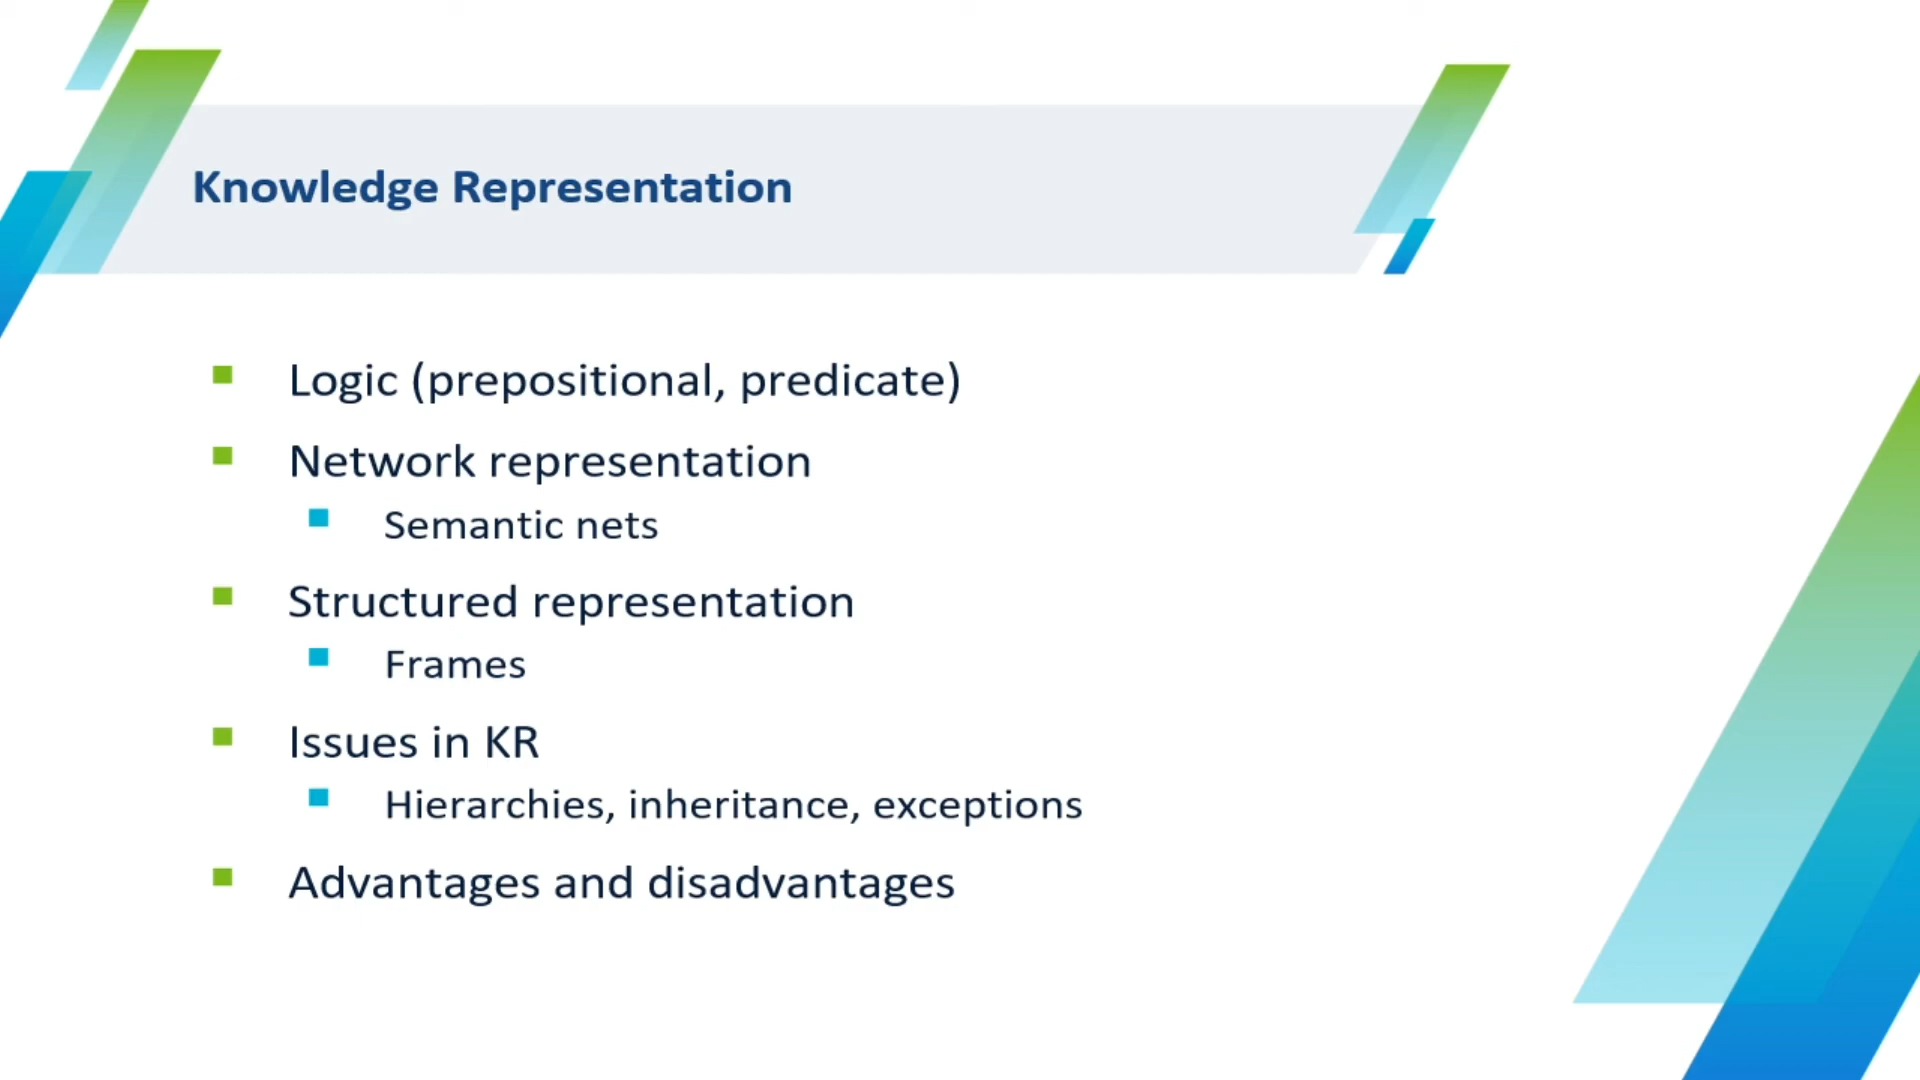 Knowledge Representation
Logic (prepositional, predicate)
Network representation
Semantic nets
Structured representation
Frames
Issues in KR
Hierarchies, inheritance, exceptions
Advantages and disadvantages